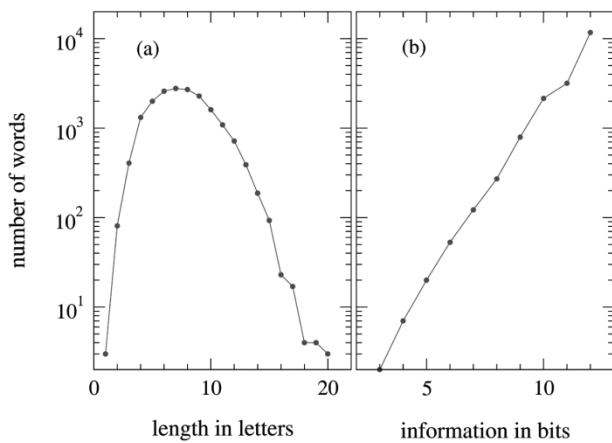 10^4
(a)
(b)
10^3
number of words
10^2
10^1
0
10
20
5
10
length in letters
information in bits